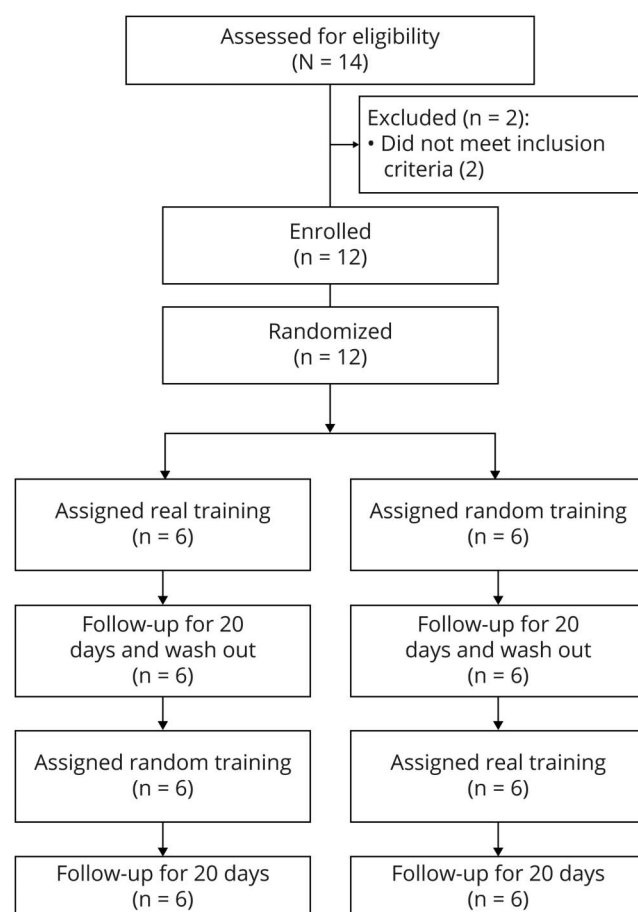 Assessed for eligibility
(N = 14)
Excluded (n = 2):
• Did not meet inclusion
criteria (2)
Enrolled
(n = 12)
Randomized
(n = 12)
Assigned real training
(n = 6)
Assigned random training
(n = 6)
Follow-up for 20
days and wash out
(n = 6)
Follow-up for 20
days and wash out
(n = 6)
Assigned random training
(n = 6)
Assigned real training
(n = 6)
Follow-up for 20 days
(n = 6)
Follow-up for 20 days
(n = 6)